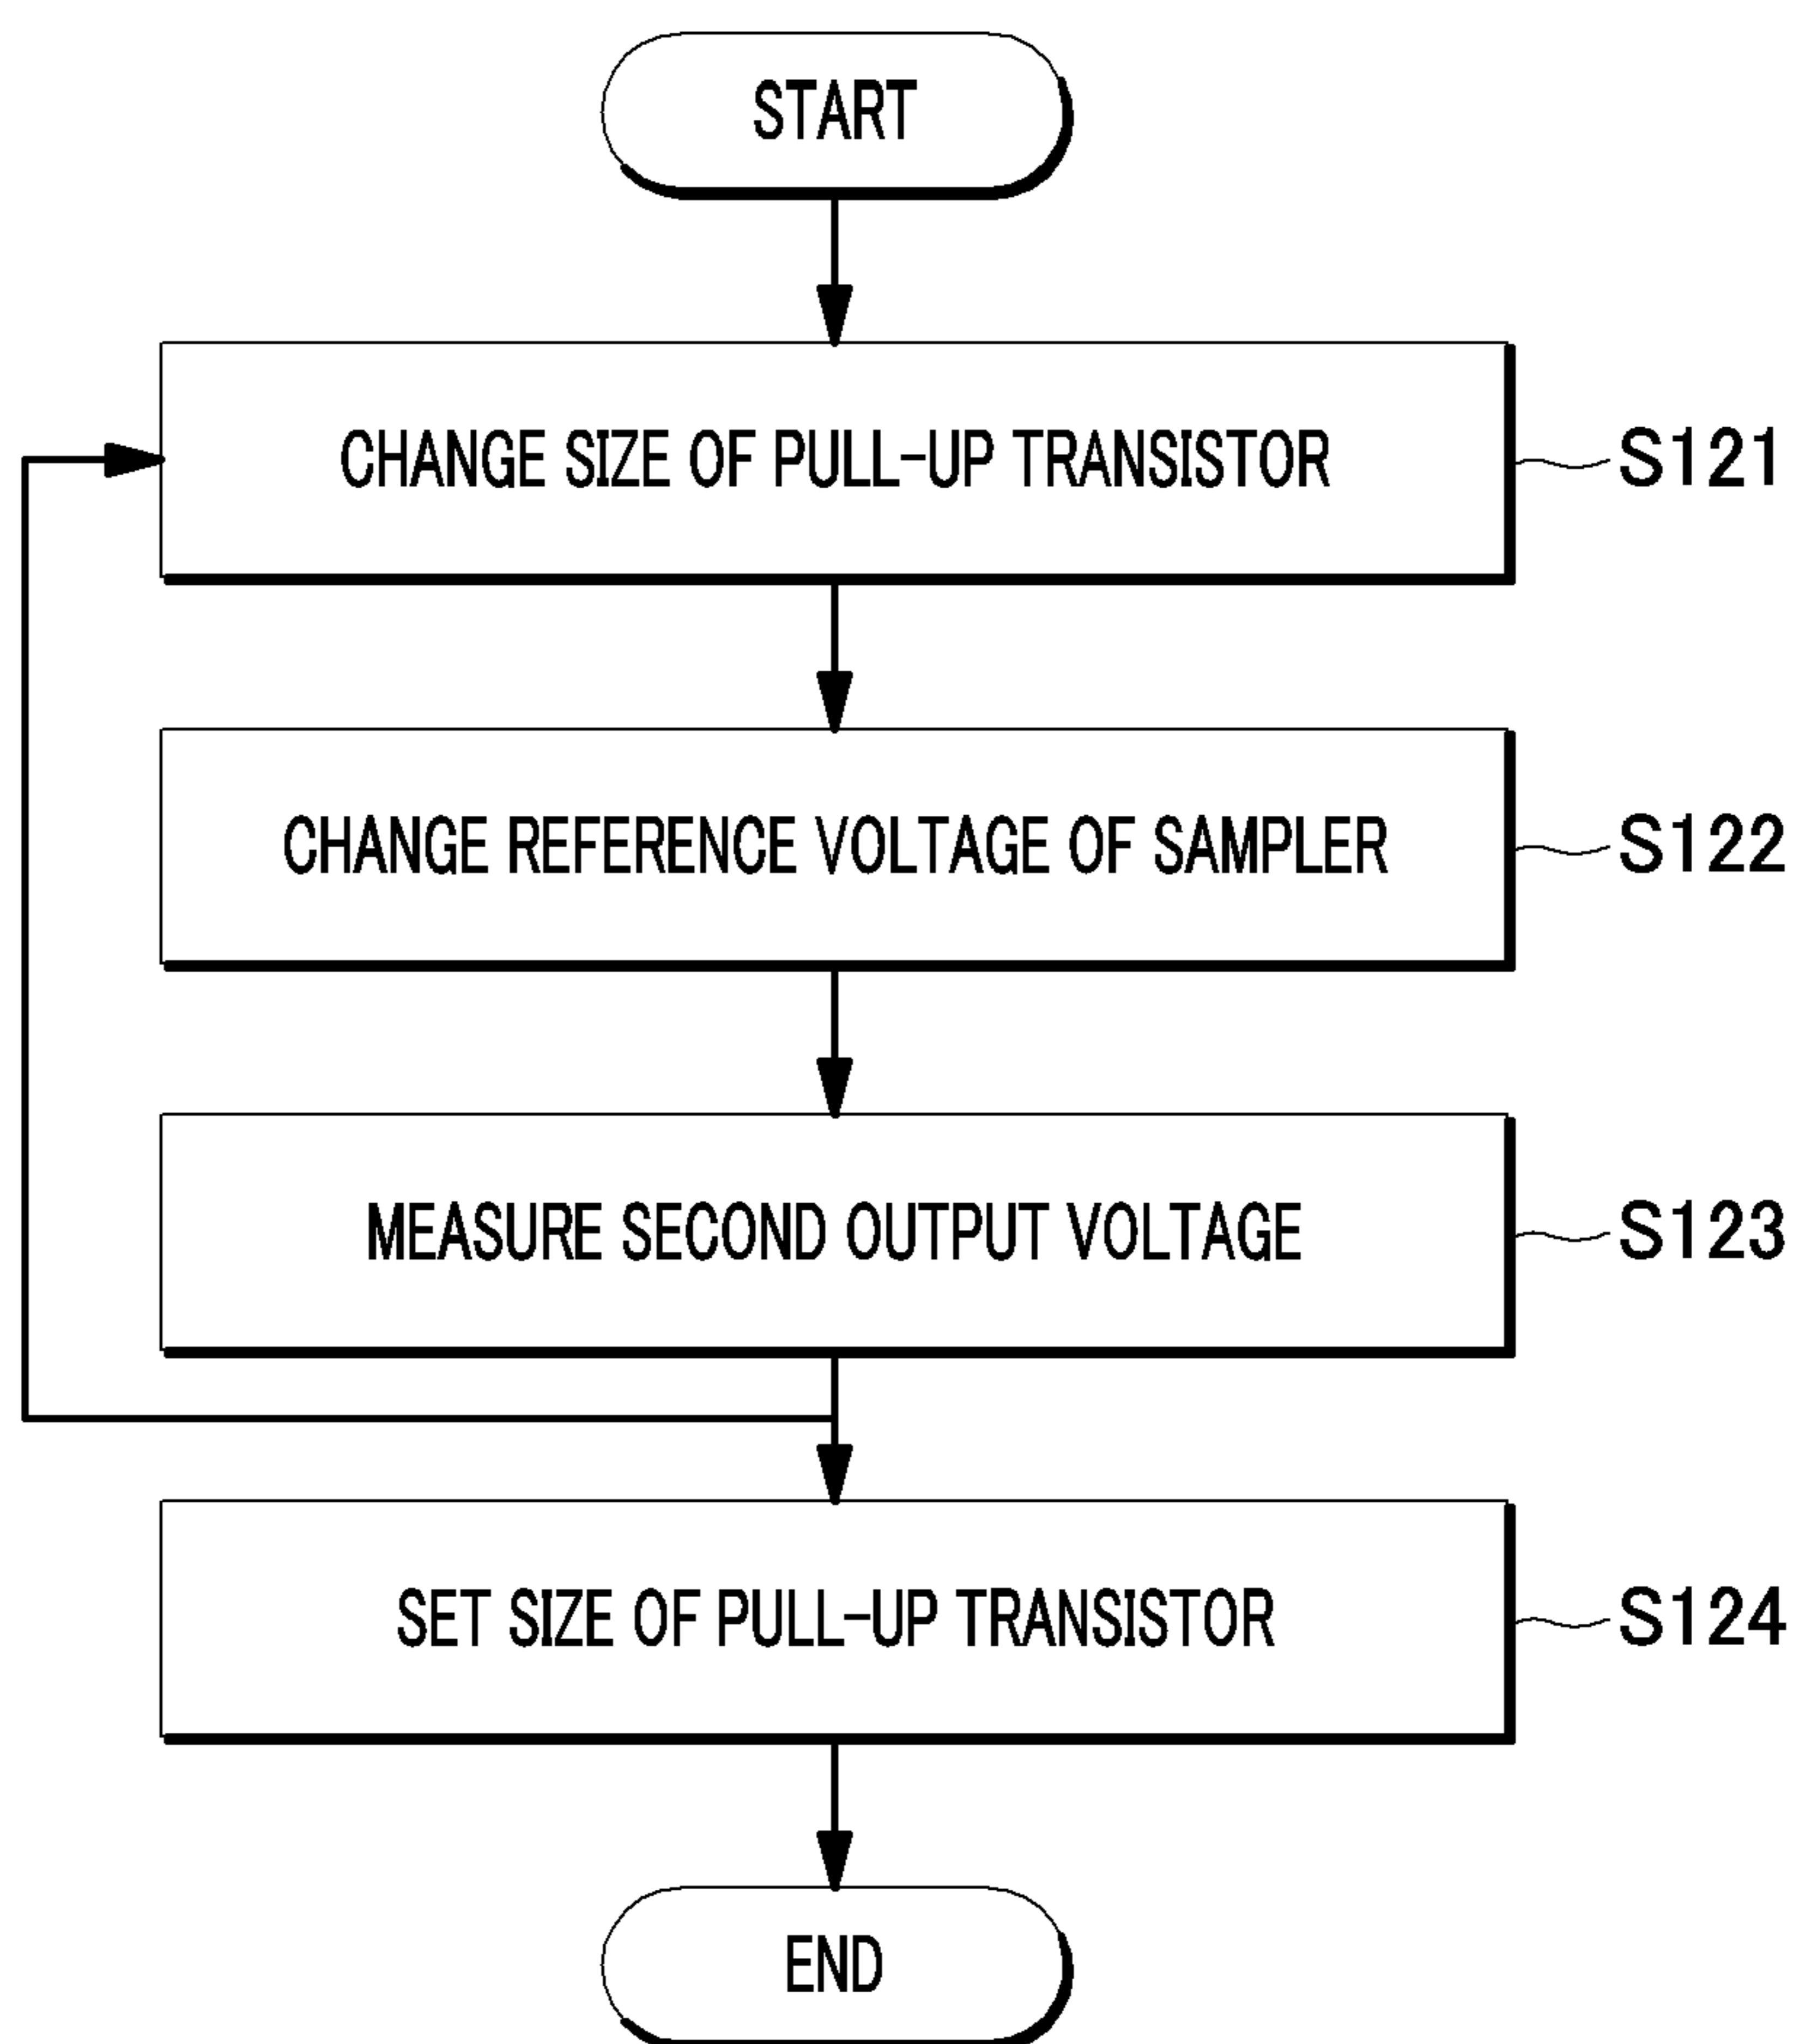 START
CHANGE SIZE OF PULL-UP TRANSISTOR
S121
CHANGE REFERENCE VOLTAGE OF SAMPLER
S122
MEASURE SECOND OUTPUT VOLTAGE
S123
SET SIZE OF PULL-UP TRANSISTOR
S124
END